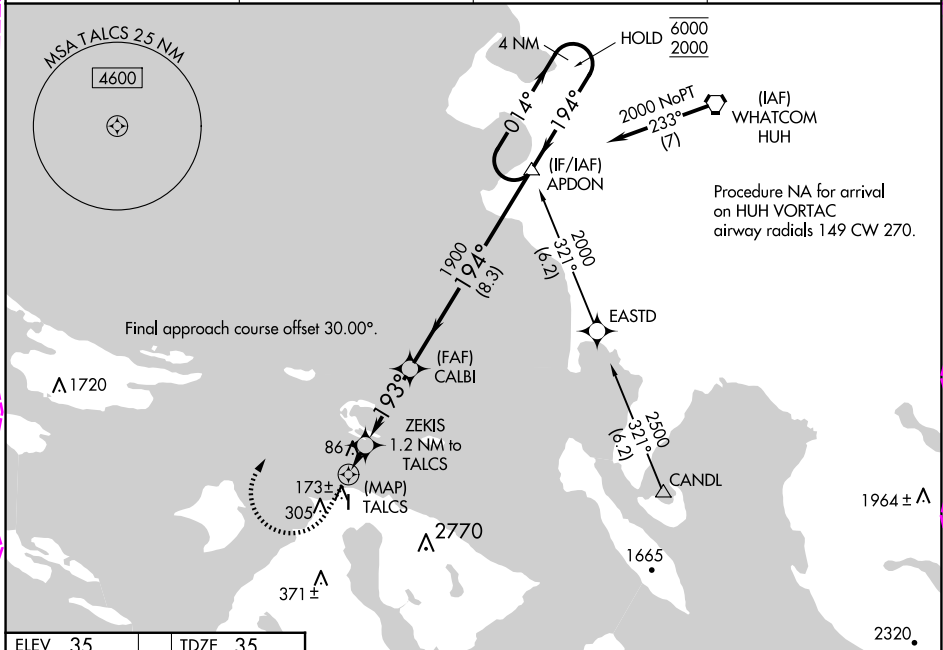 MSA TALCS 25 NM
4600
4 NM
HOLD
6000
2000
014°
194°
2000 NoPT
233°
(7)
(IAF)
WHATCOM
HUH
(IF/IAF)
APDON
Procedure NA for arrival
on HUH VORTAC
airway radials 149 CW 270.
1900
194°
(8.3)
2000
321°
(6.2)
EASTD
Final approach course offset 30.00°.
(FAF)
CALBI
1720
193°
ZEKIS
1.2 NM to
TALCS
86
2500
321°
(6.2)
CANDL
173±
(MAP)
TALCS
305
1964±
2770
1665
371±
2320
ELEV 35
TDZE 35